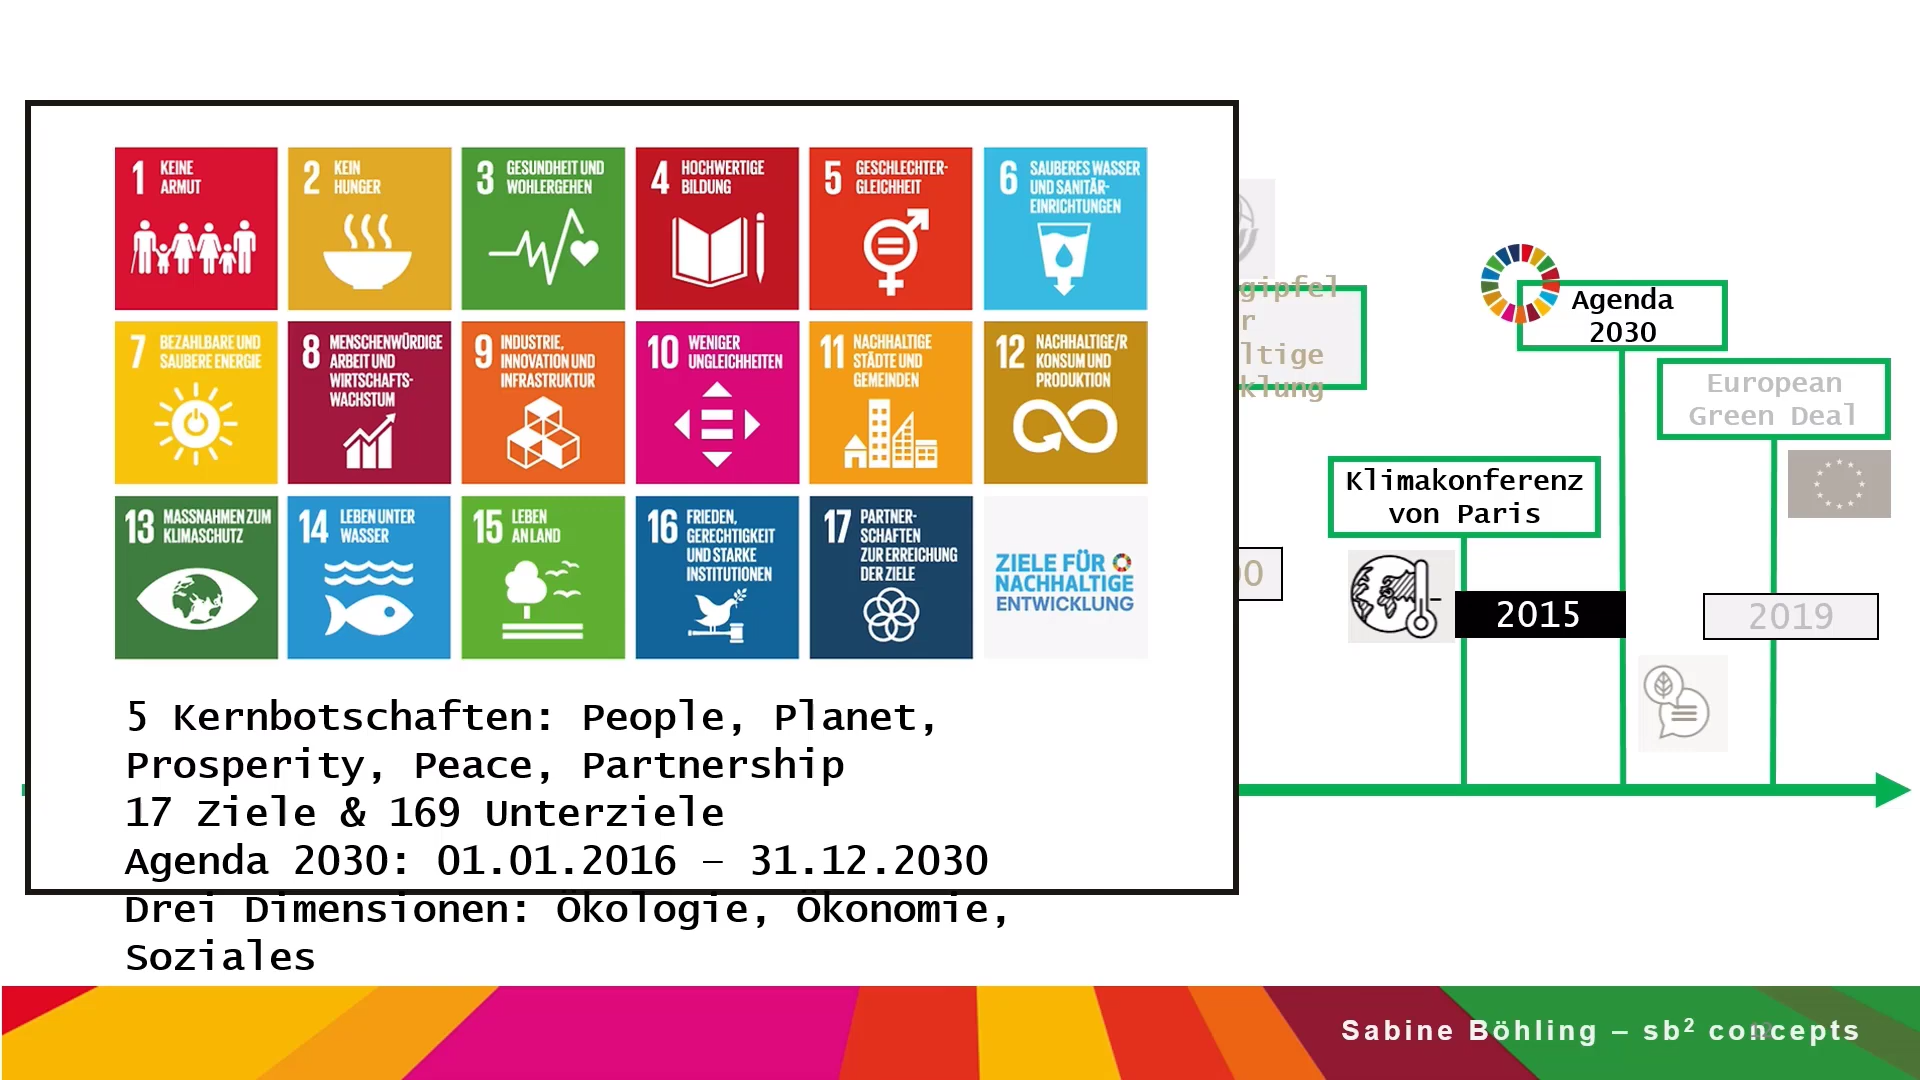 1 KEINE
ARMUT
2 KEIN
HUNGER
3 GESUNDHEIT UND
WOHLERGEHEN
4 HOCHWERTIGE
BILDUNG
5 GESCHLECHTER-
GLEICHHEIT
6 SAUBERES WASSER
UND SANITÄR-
EINRICHTUNGEN
7 BEZAHLBARE UND
SAUBERE ENERGIE
8 MENSCHENWÜRDIGE
ARBEIT UND
WIRTSCHAFTS-
WACHSTUM
9 INDUSTRIE,
INNOVATION UND
INFRASTRUKTUR
10 WENIGER
UNGLEICHHEITEN
11 NACHHALTIGE
STÄDTE UND
GEMEINDEN
12 NACHHALTIGE/R
KONSUM UND
PRODUKTION
13 MASSNAHMEN ZUM
KLIMASCHUTZ
14 LEBEN UNTER
WASSER
15 LEBEN
AN LAND
16 FRIEDEN,
GERECHTIGKEIT
UND STARKE
INSTITUTIONEN
17 PARTNER-
SCHAFTEN
ZUR ERREICHUNG
DER ZIELE
ZIELE FÜR
NACHHALTIGE
ENTWICKLUNG
5 Kernbotschaften: People, Planet,
Prosperity, Peace, Partnership
17 Ziele & 169 Unterziele
Agenda 2030: 01.01.2016 – 31.12.2030
Drei Dimensionen: Ökologie, Ökonomie,
Soziales
gipfel
r
ltige
klung
Agenda
2030
European
Green Deal
Klimakonferenz
von Paris
2015
2019
Sabine Böhling – sb² concepts